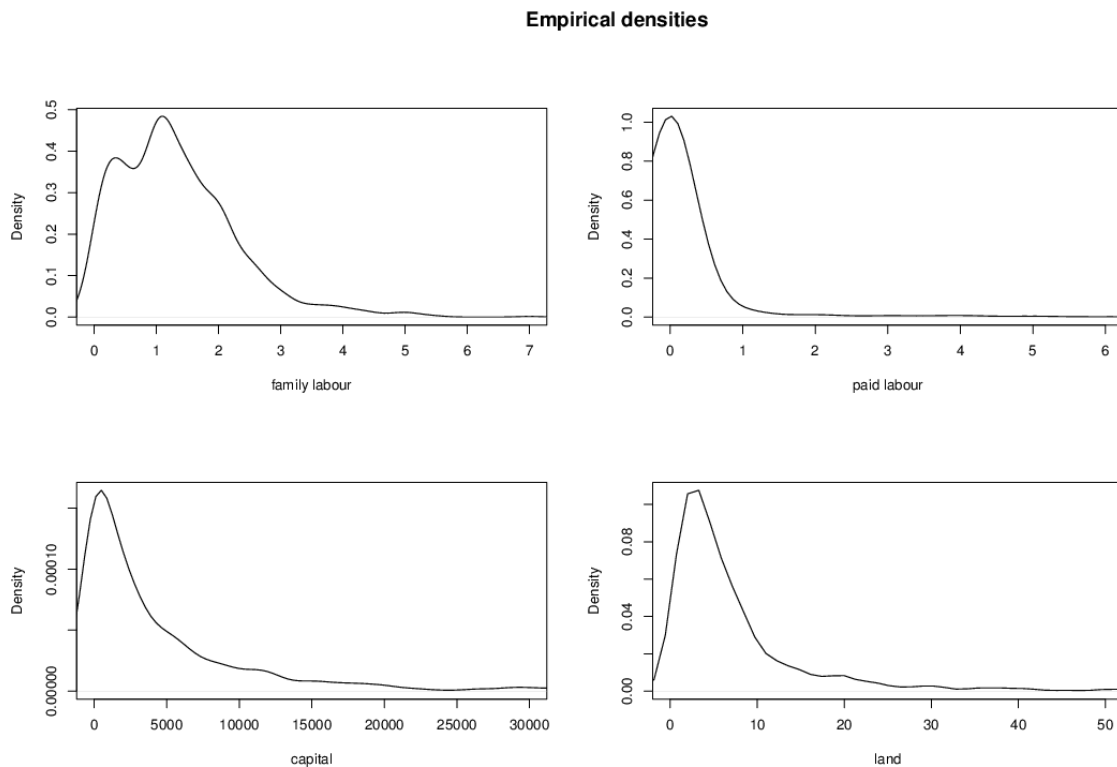 Empirical densities
Density
0.0 0.1 0.2 0.3 0.4 0.5
0 1 2 3 4 5 6 7
family labour
Density
0.0 0.2 0.4 0.6 0.8 1.0
0 1 2 3 4 5 6
paid labour
Density
0.00000 0.00010
0 5000 10000 15000 20000 25000 30000
capital
Density
0.00 0.04 0.08
0 10 20 30 40 50
land